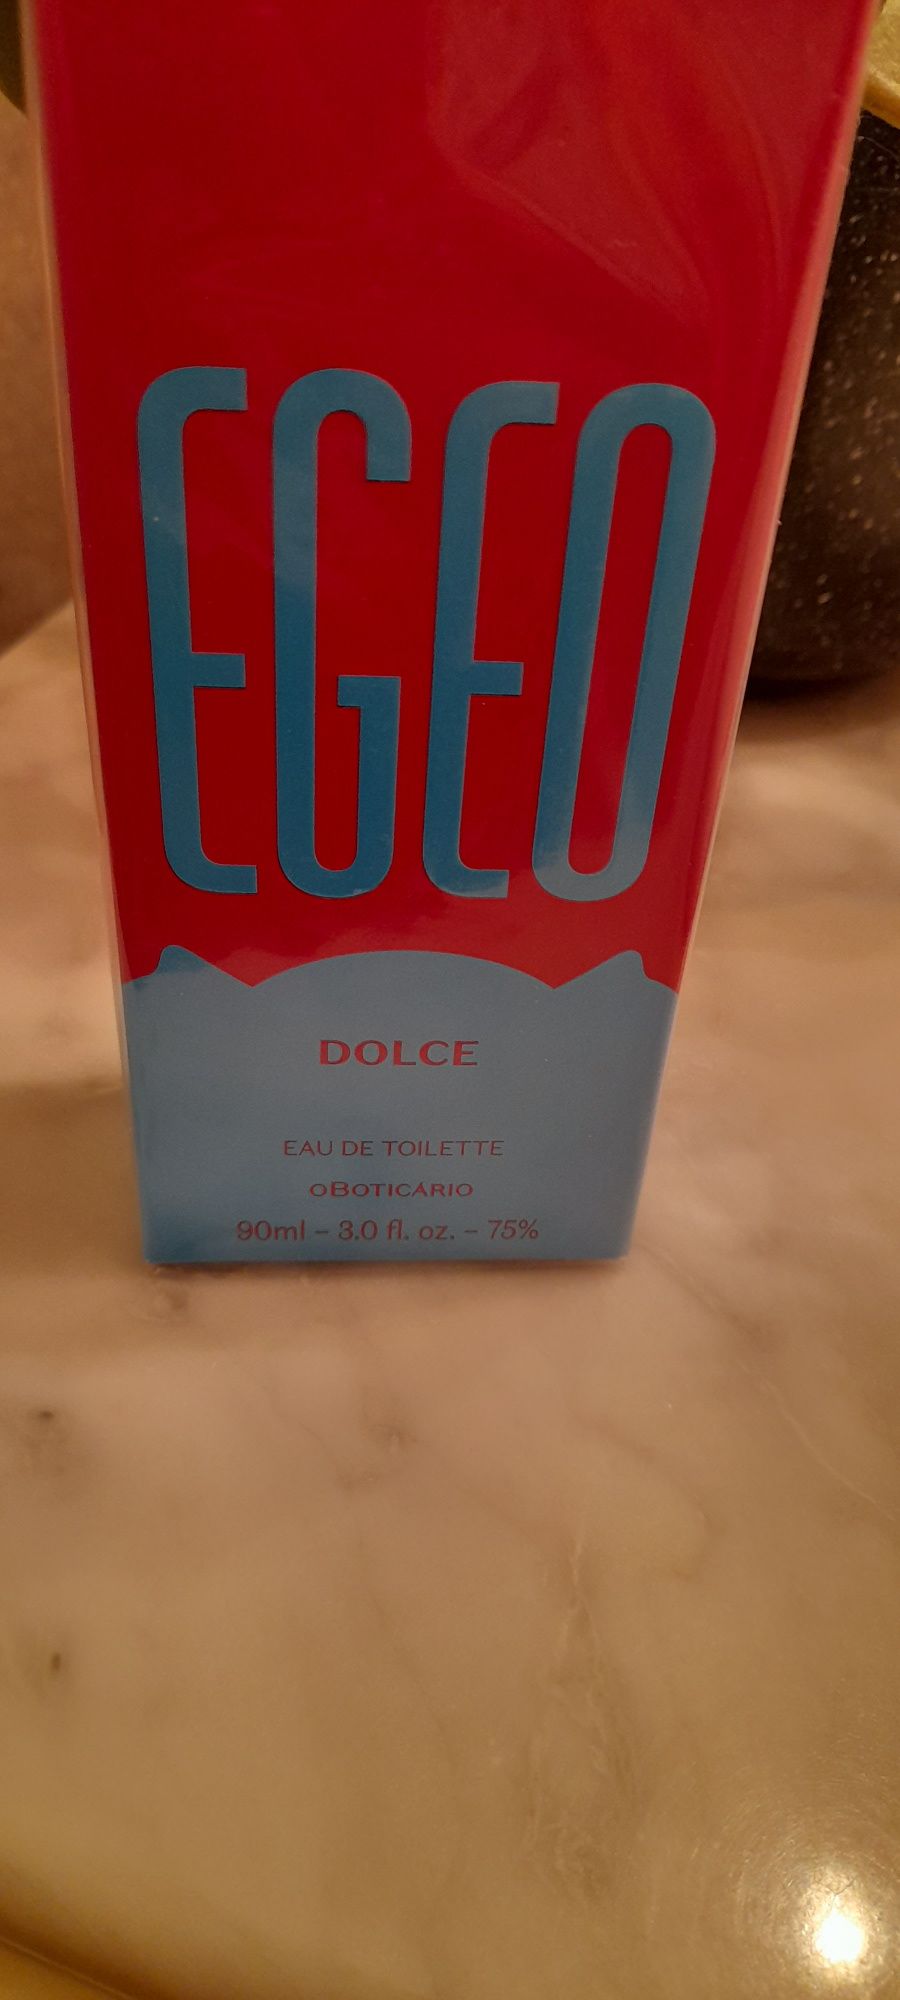 EGEO
DOLCE
EAU DE TOILETTE
oBOTICÁRIO
90ml – 3.0 fl. oz. – 75%